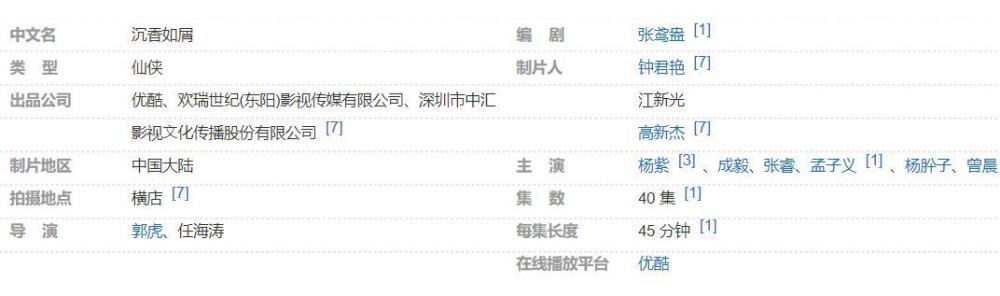 中文名 沉香如屑
类 型 仙侠
出品公司 优酷、欢瑞世纪(东阳)影视传媒有限公司、深圳市中汇
影视文化传播股份有限公司 [7]
制片地区 中国大陆
拍摄地点 横店 [7]
导 演 郭虎、任海涛
编 剧 张鸢盎 [1]
制片人 钟君艳 [7]
江新光
高新杰 [7]
主 演 杨紫 [3] 、成毅、张睿、孟子义 [1] 、杨肸子、曾晨
集 数 40 集 [1]
每集长度 45 分钟 [1]
在线播放平台 优酷